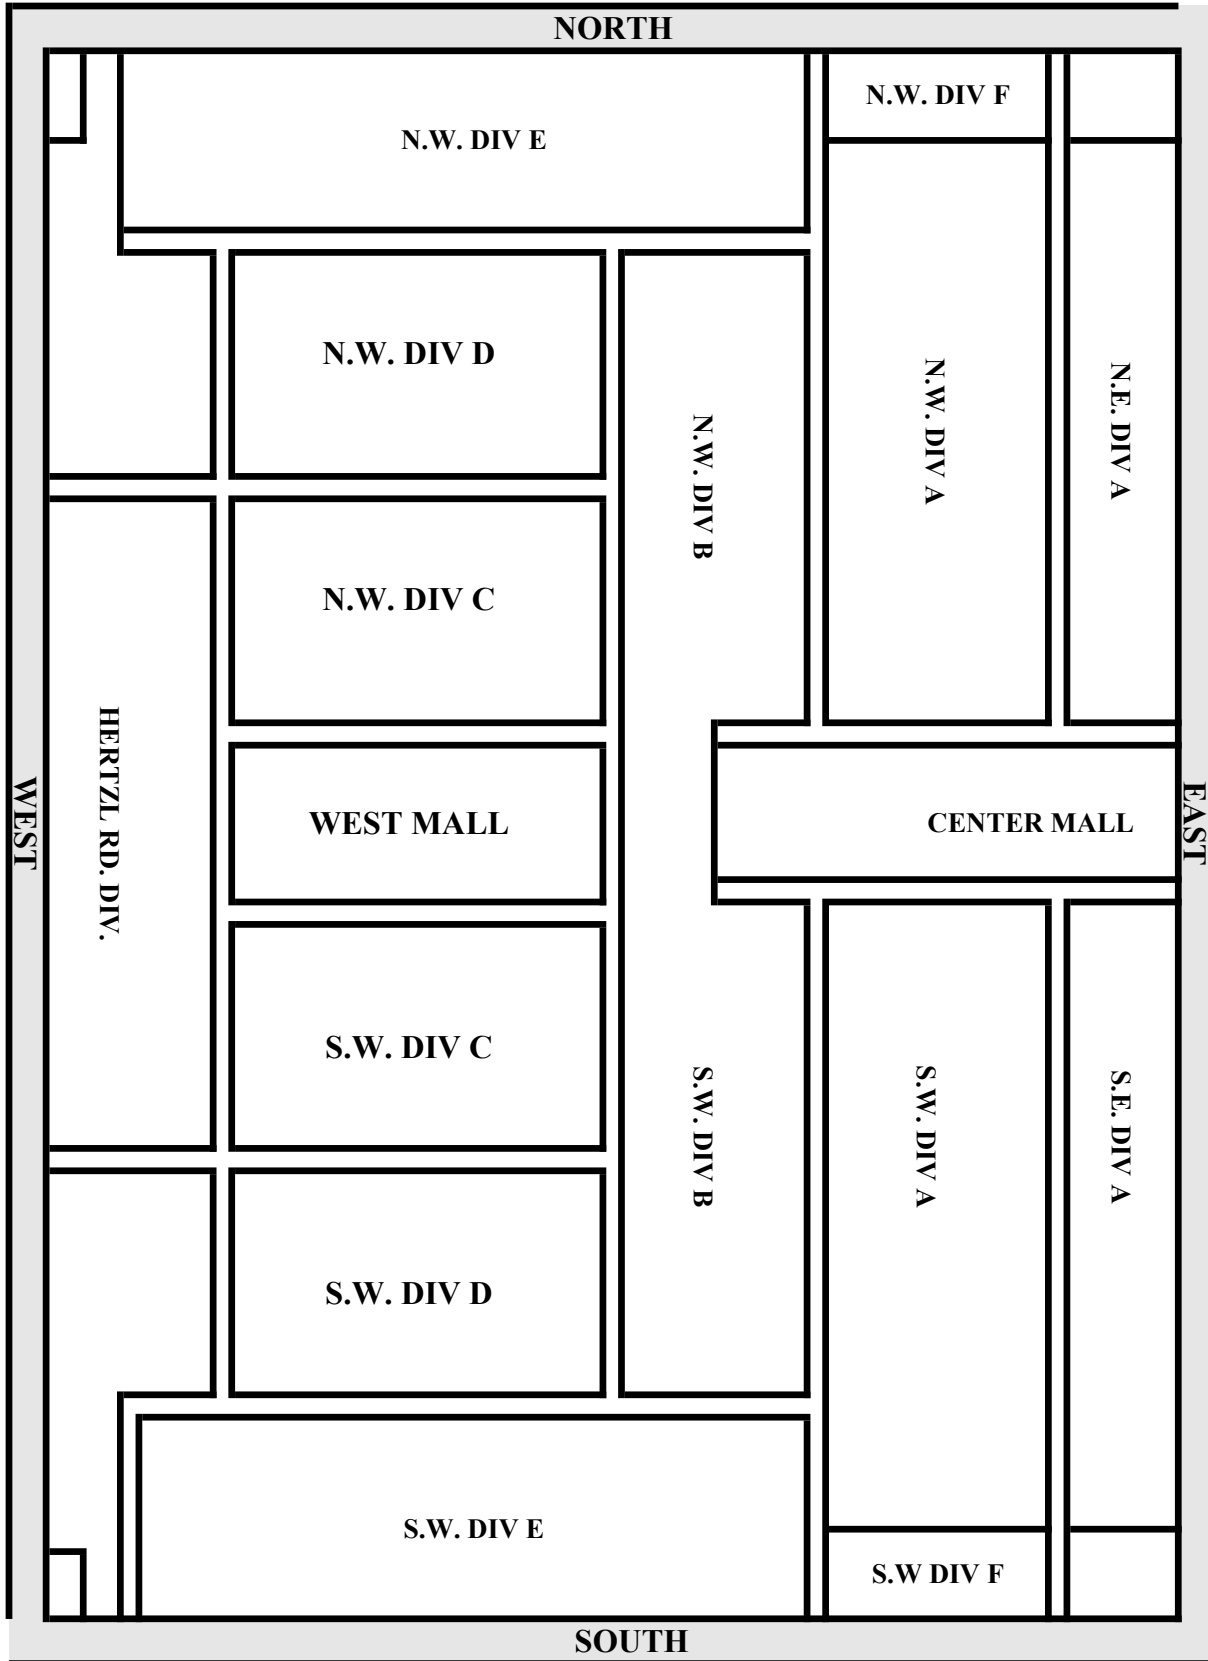 NORTH
N.W. DIV F
N.W. DIV E
N.W. DIV D
N.W. DIV A
N.E. DIV A
N.W. DIV B
N.W. DIV C
HERTZL RD. DIV.
WEST
WEST MALL
CENTER MALL
EAST
S.W. DIV C
S.W. DIV B
S.W. DIV A
S.E. DIV A
S.W. DIV D
S.W. DIV E
S.W DIV F
SOUTH